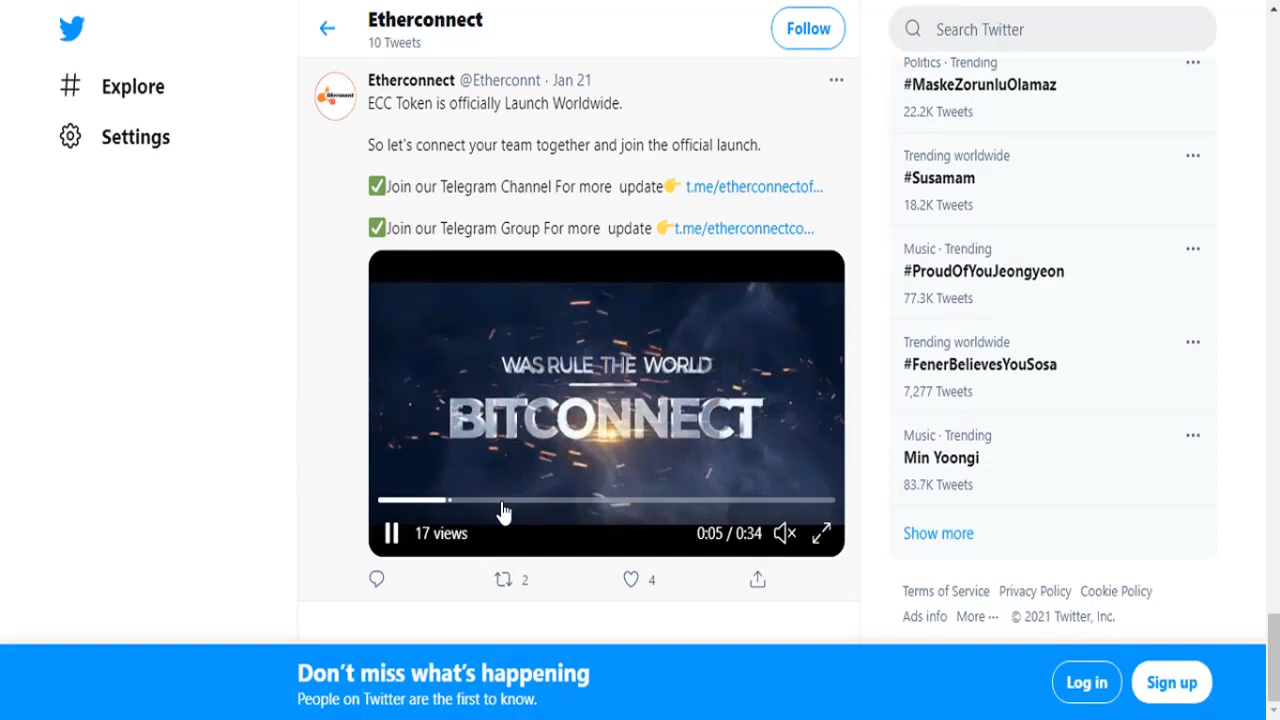 Explore
Settings
Etherconnect
10 Tweets
Follow
Etherconnect @Etherconnt · Jan 21
ECC Token is officially Launch Worldwide.
So let's connect your team together and join the official launch.
✅Join our Telegram Channel For more update👉 t.me/etherconnectof...
✅Join our Telegram Group For more update 👉t.me/etherconnectco...
WAS RULE THE WORLD
BITCONNECT
17 views
0:05 / 0:34
2
4
Search Twitter
Politics · Trending
#MaskeZorunluOlamaz
22.2K Tweets
Trending worldwide
#Susamam
18.2K Tweets
Music · Trending
#ProudOfYouJeongyeon
77.3K Tweets
Trending worldwide
#FenerBelievesYouSosa
7,277 Tweets
Music · Trending
Min Yoongi
83.7K Tweets
Show more
Terms of Service Privacy Policy Cookie Policy
Ads info More ··· © 2021 Twitter, Inc.
Don't miss what's happening
People on Twitter are the first to know.
Log in
Sign up